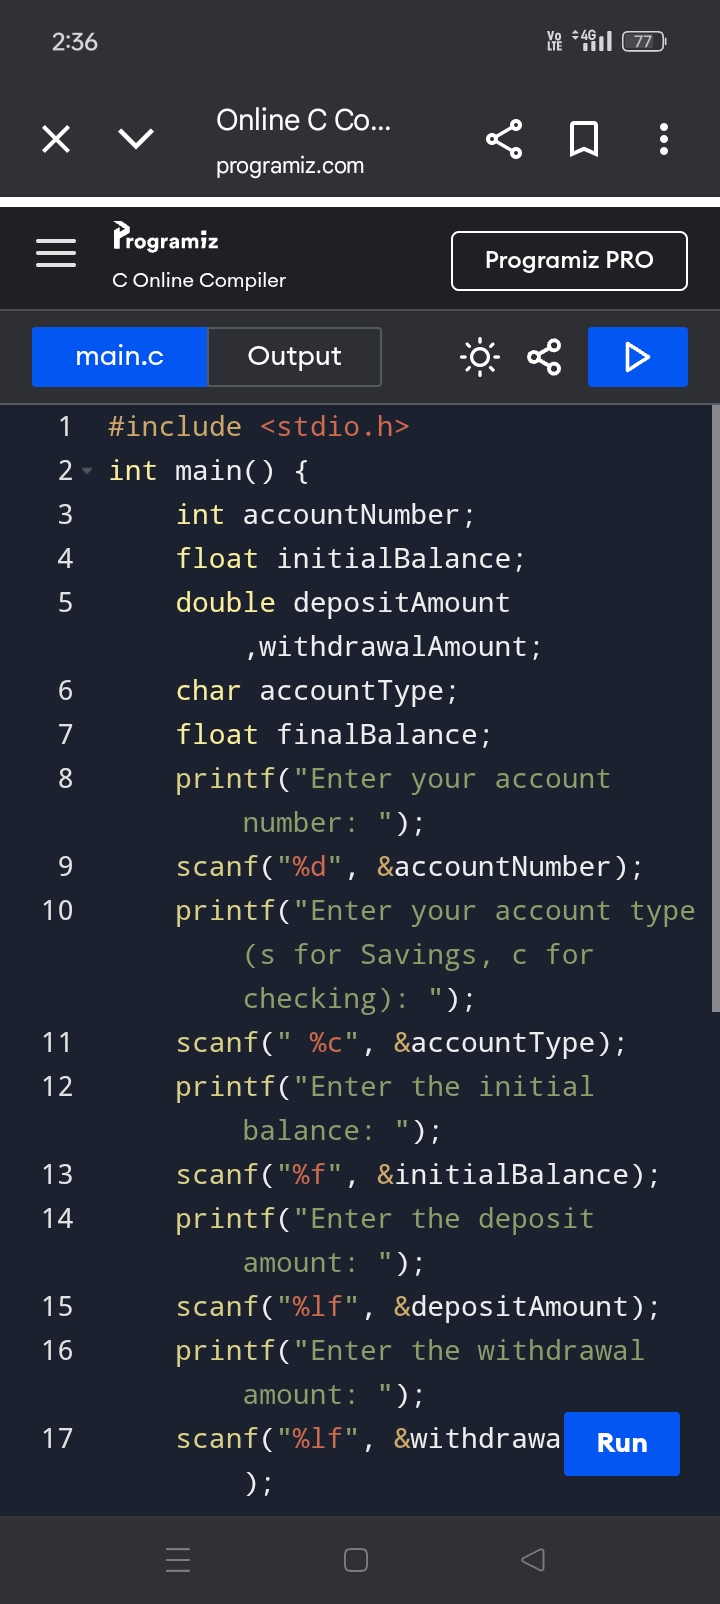 2:36
Vo LTE 4G 77
Online C Co...
programiz.com
Programiz
C Online Compiler
Programiz PRO
main.c Output
1 #include <stdio.h>
2 int main() {
3 int accountNumber;
4 float initialBalance;
5 double depositAmount
,withdrawalAmount;
6 char accountType;
7 float finalBalance;
8 printf("Enter your account
number: ");
9 scanf("%d", &accountNumber);
10 printf("Enter your account type
(s for Savings, c for
checking): ");
11 scanf(" %c", &accountType);
12 printf("Enter the initial
balance: ");
13 scanf("%f", &initialBalance);
14 printf("Enter the deposit
amount: ");
15 scanf("%lf", &depositAmount);
16 printf("Enter the withdrawal
amount: ");
17 scanf("%lf", &withdrawa
);
Run